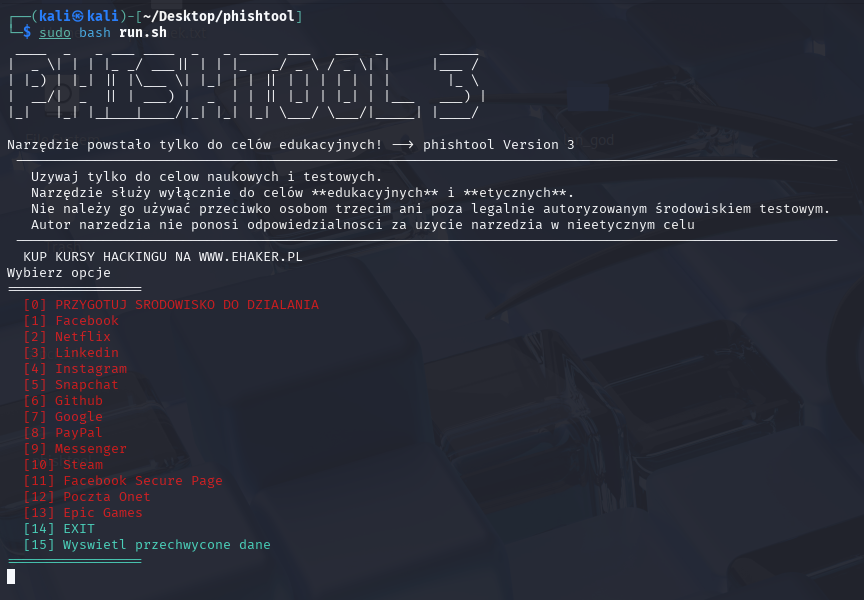 (kali㉿kali)-[~/Desktop/phishtool]
$ sudo bash run.sh
PHISHTOOL 3
Narzędzie powstało tylko do celów edukacyjnych! --> phishtool Version 3
Uzywaj tylko do celow naukowych i testowych.
Narzędzie służy wyłącznie do celów **edukacyjnych** i **etycznych**.
Nie należy go używać przeciwko osobom trzecim ani poza legalnie autoryzowanym środowiskiem testowym.
Autor narzedzia nie ponosi odpowiedzialnosci za uzycie narzedzia w nieetycznym celu
KUP KURSY HACKINGU NA WWW.EHAKER.PL
Wybierz opcje
[0] PRZYGOTUJ SRODOWISKO DO DZIALANIA
[1] Facebook
[2] Netflix
[3] Linkedin
[4] Instagram
[5] Snapchat
[6] Github
[7] Google
[8] PayPal
[9] Messenger
[10] Steam
[11] Facebook Secure Page
[12] Poczta Onet
[13] Epic Games
[14] EXIT
[15] Wyswietl przechwycone dane